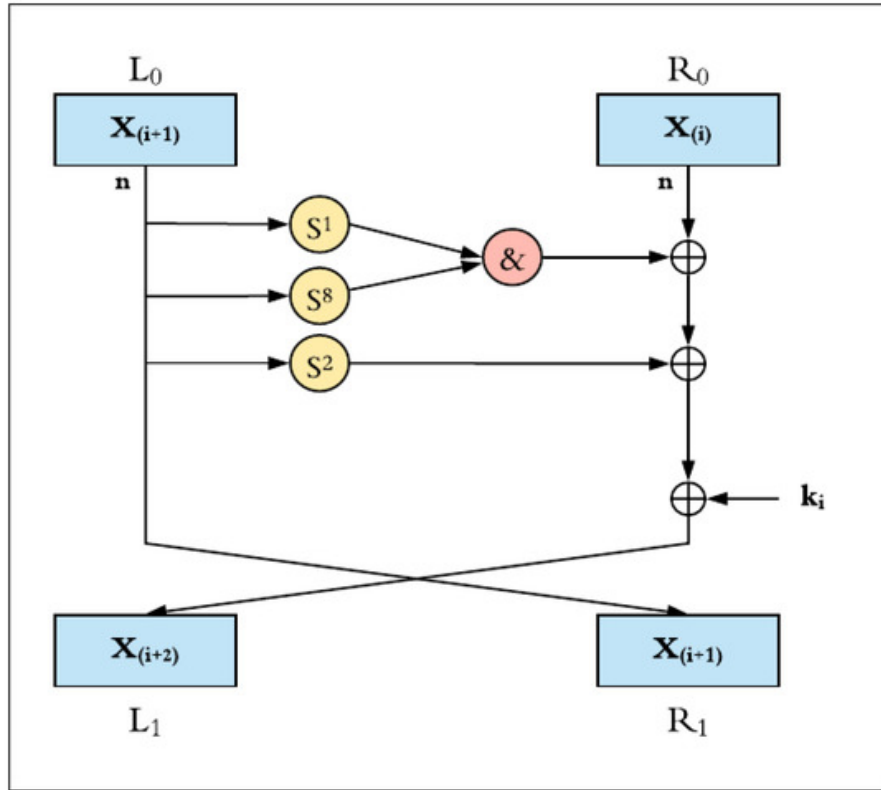 L₀ R₀
X₍ᵢ₊₁₎ X₍ᵢ₎
n n
S¹
&
S⁸
S²
kᵢ
X₍ᵢ₊₂₎ X₍ᵢ₊₁₎
L₁ R₁